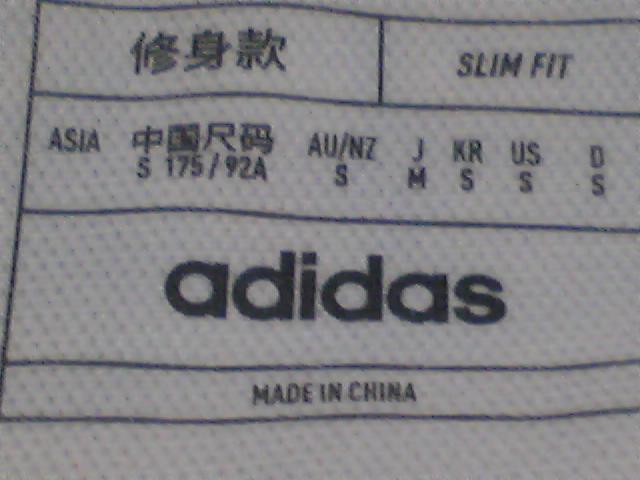 修身款 SLIM FIT
ASIA 中国尺码 AU/NZ J KR US D
S 175/92A S M S S S
adidas
MADE IN CHINA